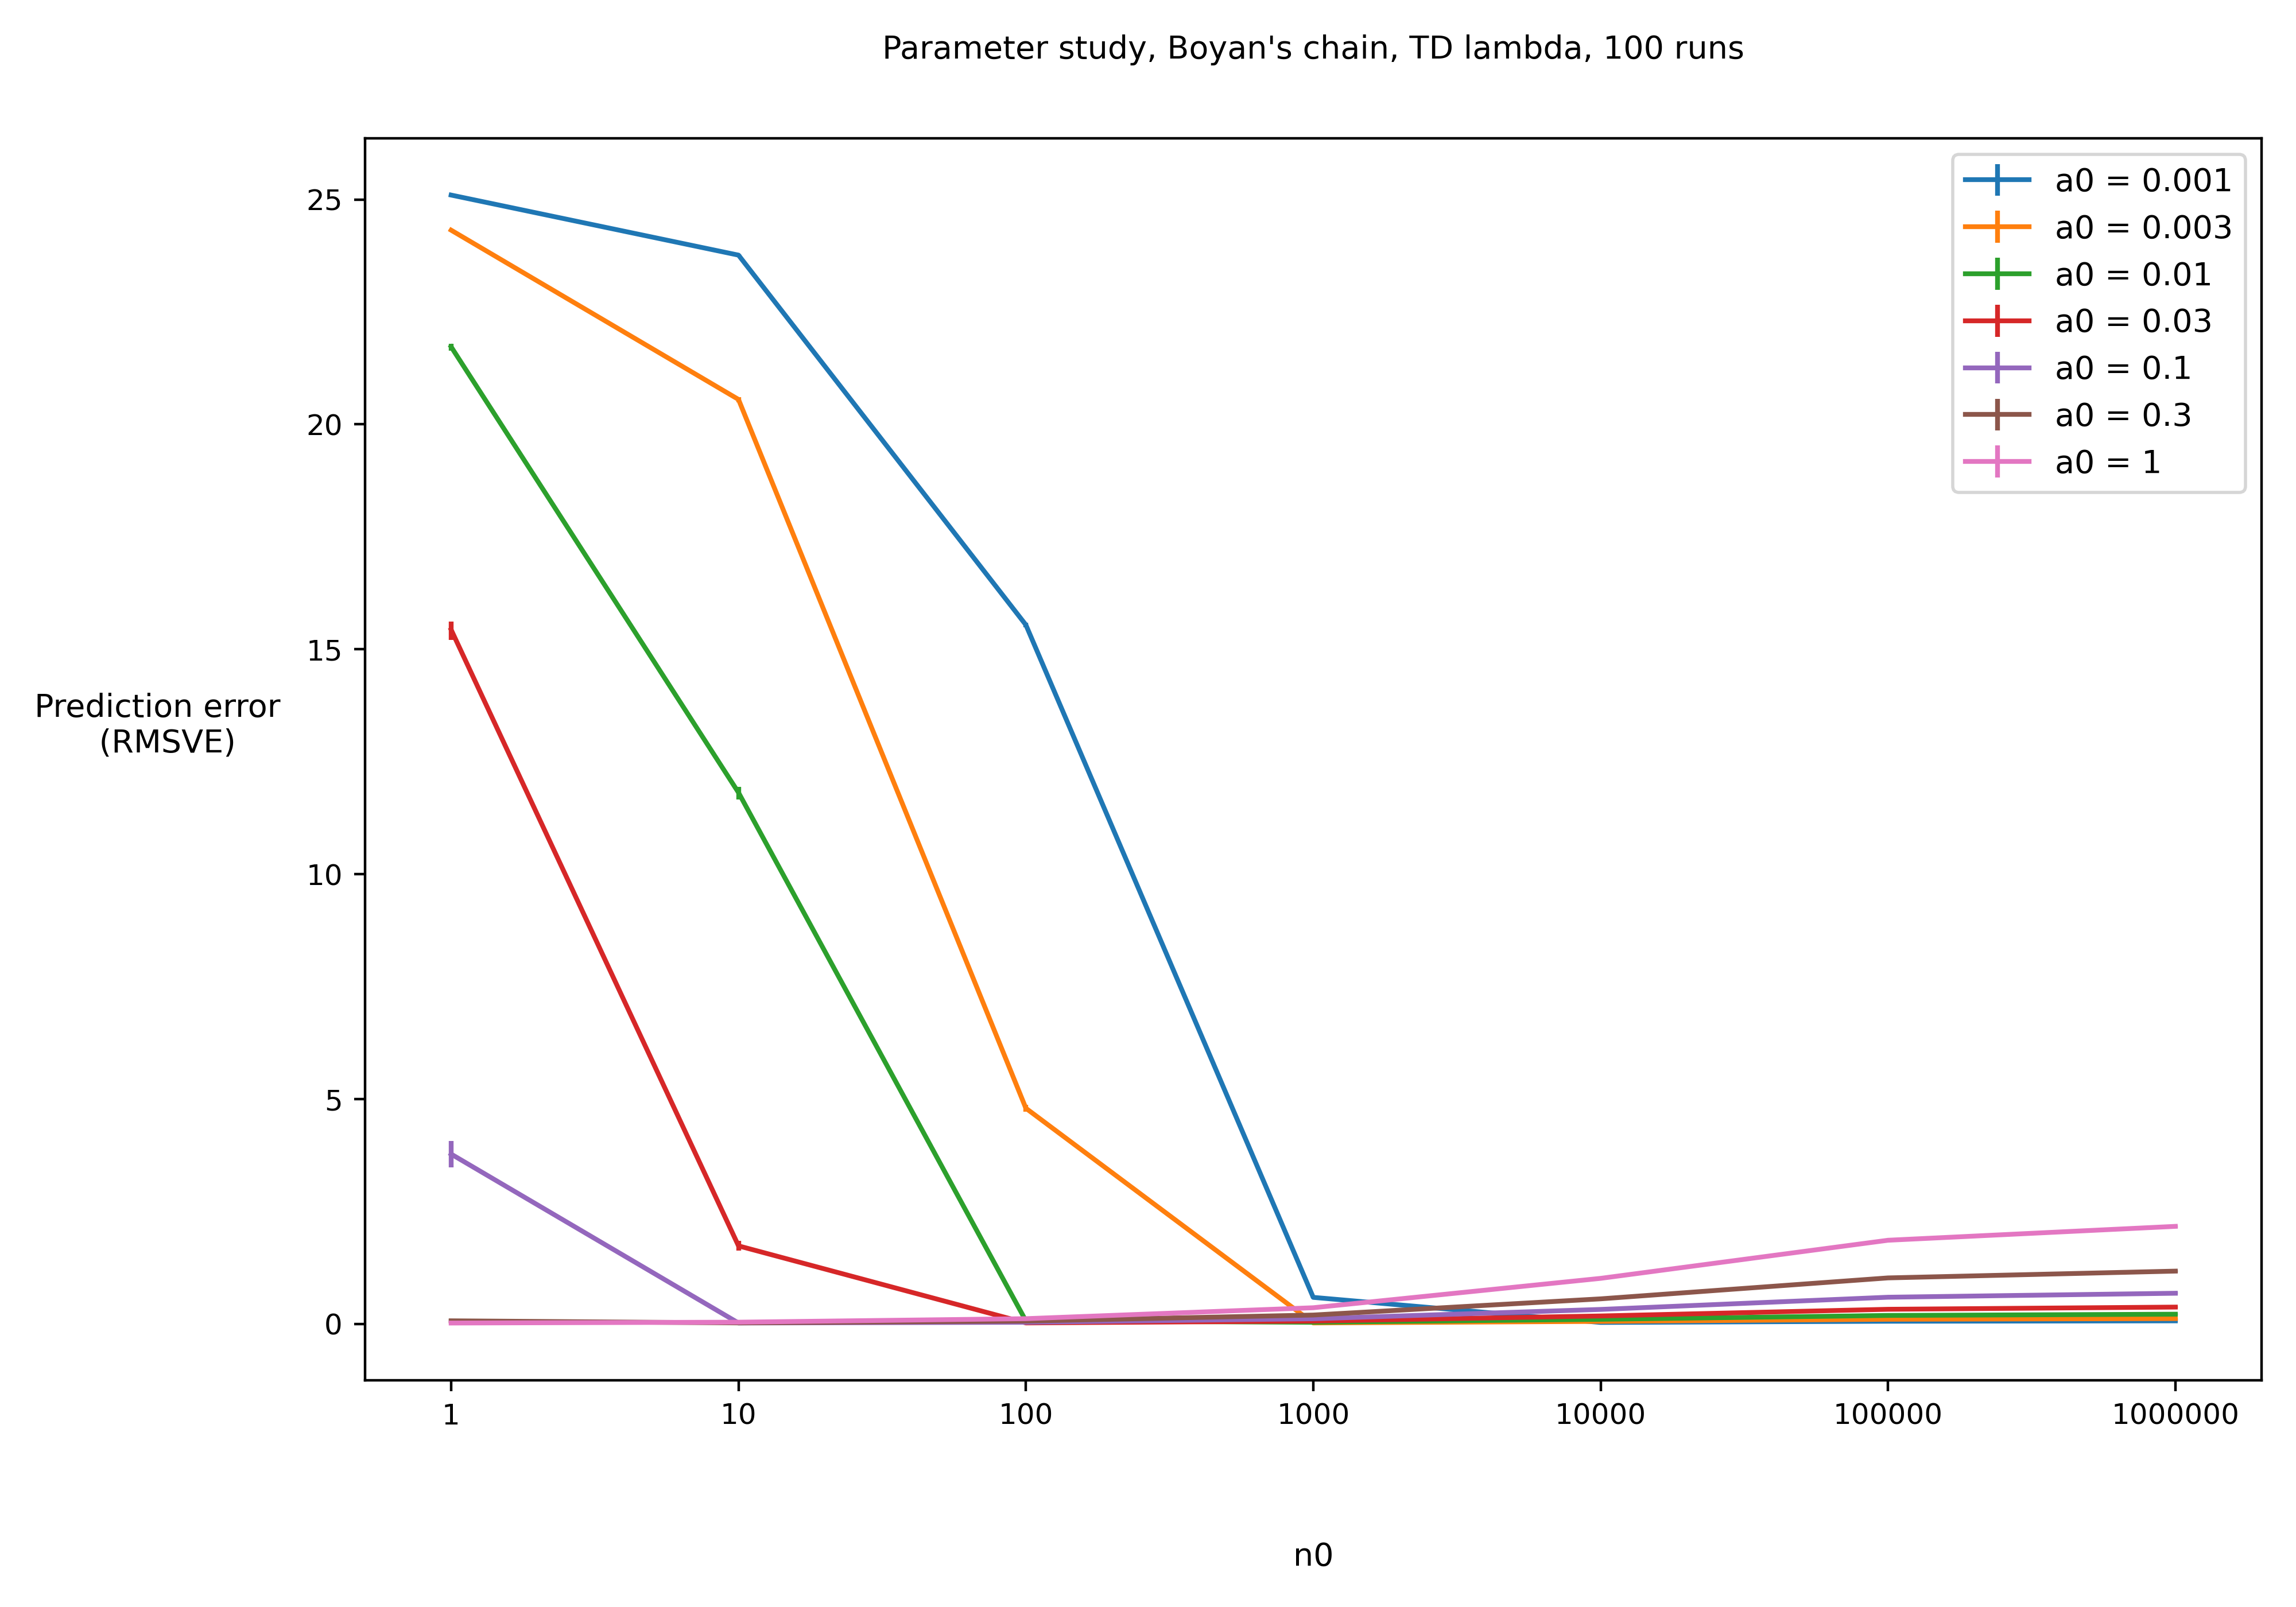 Parameter study, Boyan's chain, TD lambda, 100 runs
25
20
15
10
5
0
Prediction error
(RMSVE)
a0 = 0.001
a0 = 0.003
a0 = 0.01
a0 = 0.03
a0 = 0.1
a0 = 0.3
a0 = 1
1 10 100 1000 10000 100000 1000000
n0